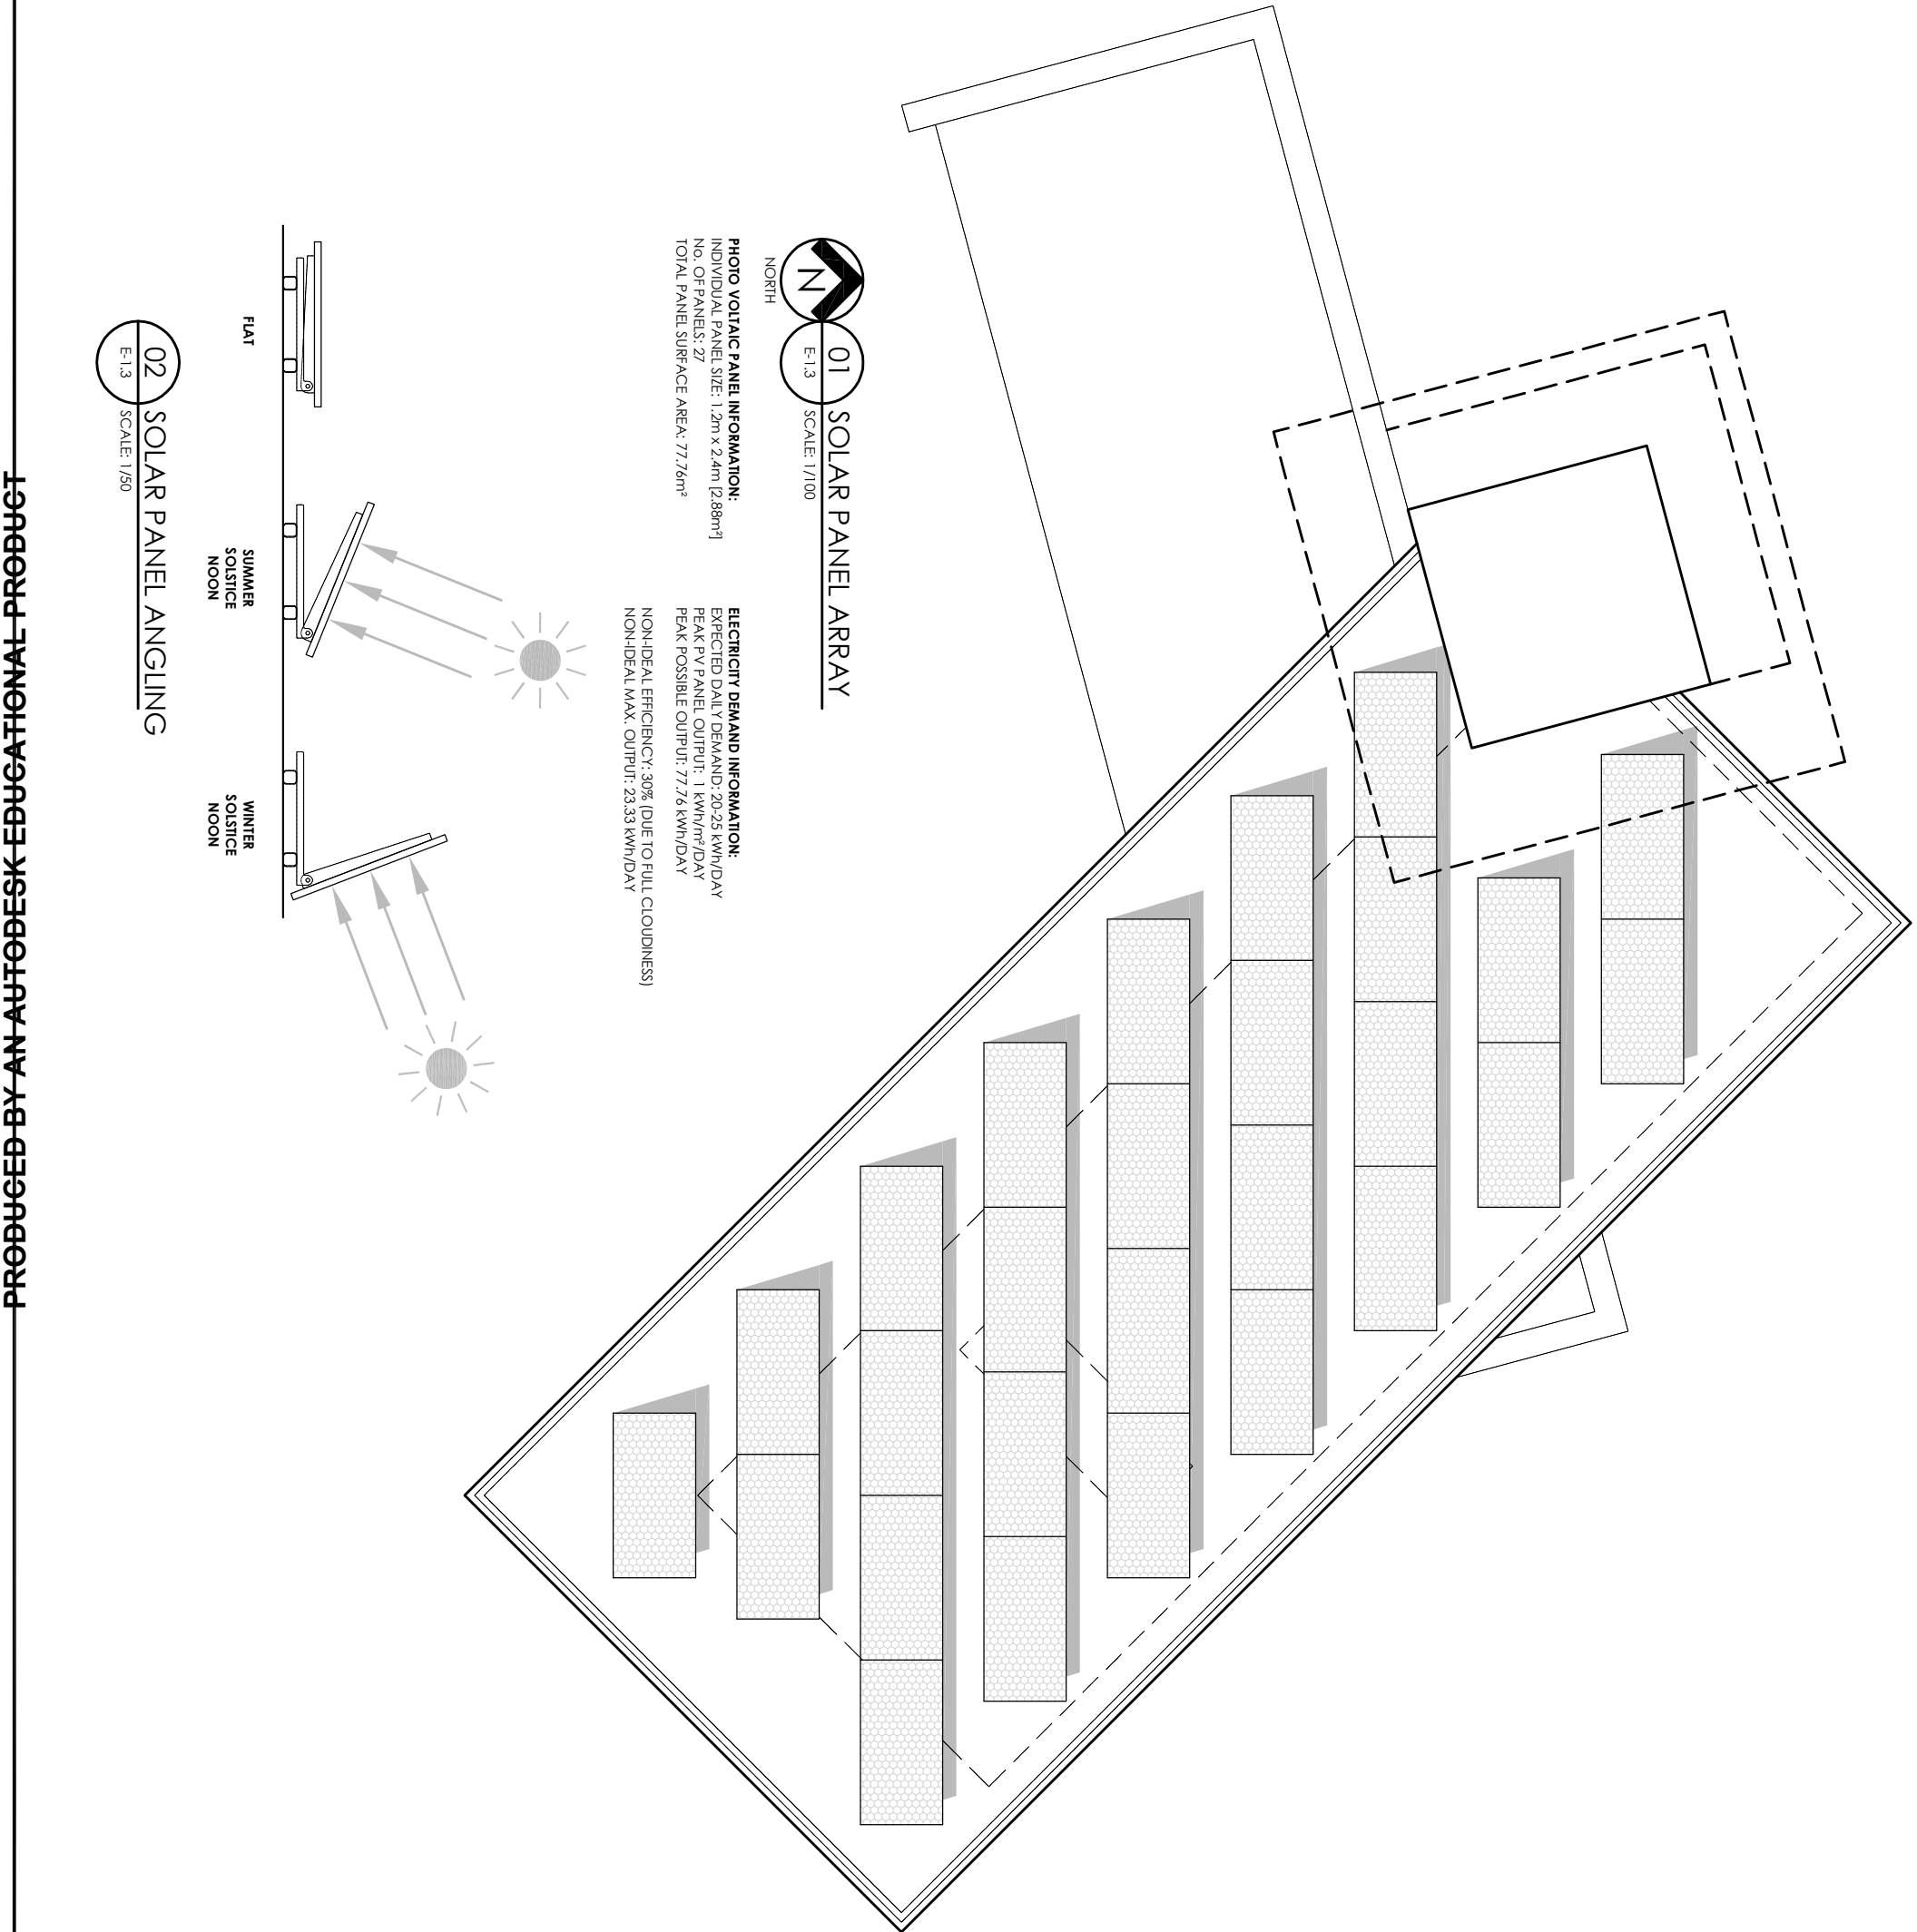 PRODUCED BY AN AUTODESK EDUCATIONAL PRODUCT
N
NORTH
01
E-1.3
SOLAR PANEL ARRAY
SCALE: 1/100
PHOTO VOLTAIC PANEL INFORMATION:
INDIVIDUAL PANEL SIZE: 1.2m x 2.4m [2.88m²]
No. OF PANELS: 27
TOTAL PANEL SURFACE AREA: 77.76m²
ELECTRICITY DEMAND INFORMATION:
EXPECTED DAILY DEMAND: 20-25 kWh/DAY
PEAK PV PANEL OUTPUT: 1 kWh/m²/DAY
PEAK POSSIBLE OUTPUT: 77.76 kWh/DAY
NON-IDEAL EFFICIENCY: 30% (DUE TO FULL CLOUDINESS)
NON-IDEAL MAX. OUTPUT: 23.33 kWh/DAY
FLAT
SUMMER
SOLSTICE
NOON
WINTER
SOLSTICE
NOON
02
E-1.3
SOLAR PANEL ANGLING
SCALE: 1/50